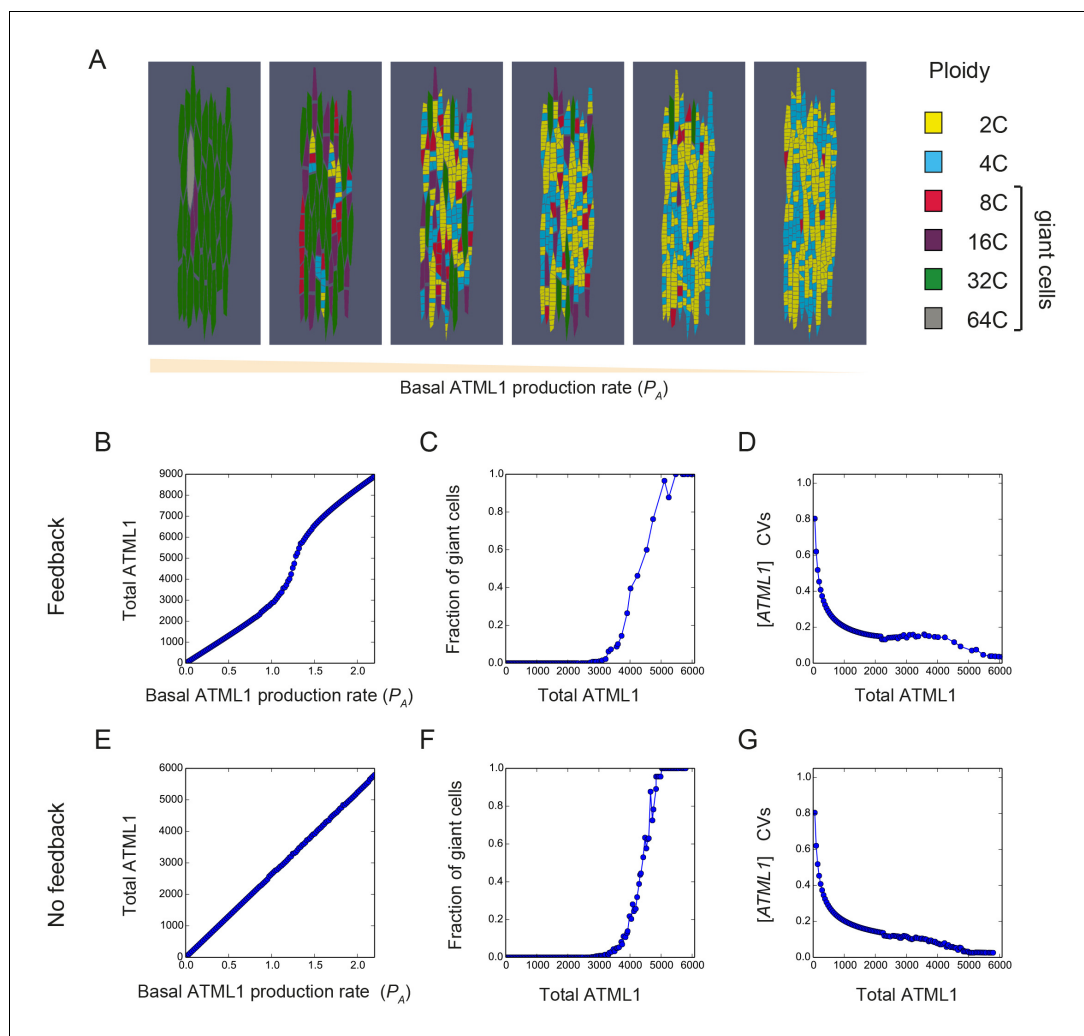 A
Ploidy
2C
4C
8C
16C
32C
64C
giant cells
Basal ATML1 production rate (P_A)
Feedback
B
9000
8000
7000
6000
5000
4000
3000
2000
1000
0
0.0 0.5 1.0 1.5 2.0
Total ATML1
Basal ATML1 production rate (P_A)
C
1.0
0.8
0.6
0.4
0.2
0.0
0 1000 2000 3000 4000 5000 6000
Fraction of giant cells
Total ATML1
D
1.0
0.8
0.6
0.4
0.2
0.0
0 1000 2000 3000 4000 5000 6000
[ATML1] CVs
Total ATML1
No feedback
E
6000
5000
4000
3000
2000
1000
0
0.0 0.5 1.0 1.5 2.0
Total ATML1
Basal ATML1 production rate (P_A)
F
1.0
0.8
0.6
0.4
0.2
0.0
0 1000 2000 3000 4000 5000 6000
Fraction of giant cells
Total ATML1
G
1.0
0.8
0.6
0.4
0.2
0.0
0 1000 2000 3000 4000 5000 6000
[ATML1] CVs
Total ATML1